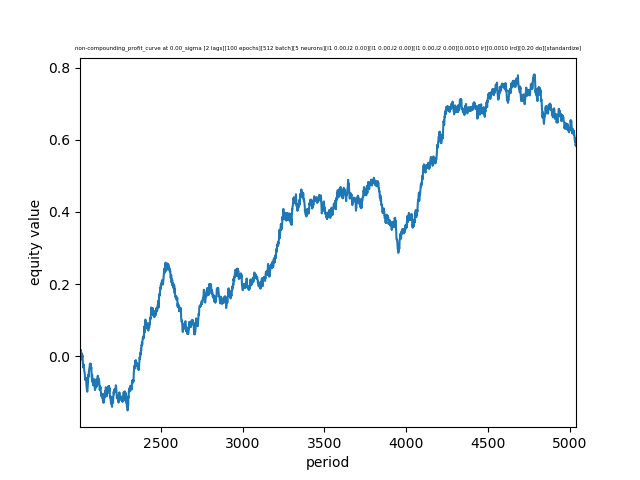 non-compounding_profit_curve at 0.00_sigma [2 lags][100 epochs][512 batch][5 neurons][l1 0.00,l2 0.00][l1 0.00,l2 0.00][l1 0.00,l2 0.00][0.0010 lr][0.0010 lrd][0.20 do][standardize]
0.8
0.6
0.4
0.2
0.0
equity value
2500 3000 3500 4000 4500 5000
period